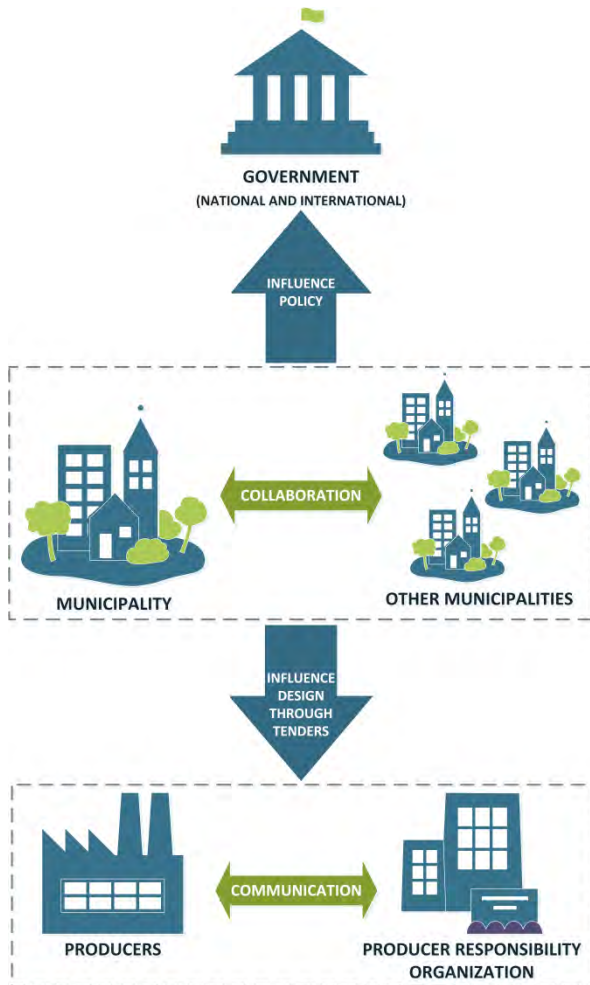 GOVERNMENT
(NATIONAL AND INTERNATIONAL)
INFLUENCE
POLICY
COLLABORATION
MUNICIPALITY
OTHER MUNICIPALITIES
INFLUENCE
DESIGN
THROUGH
TENDERS
COMMUNICATION
PRODUCERS
PRODUCER RESPONSIBILITY
ORGANIZATION